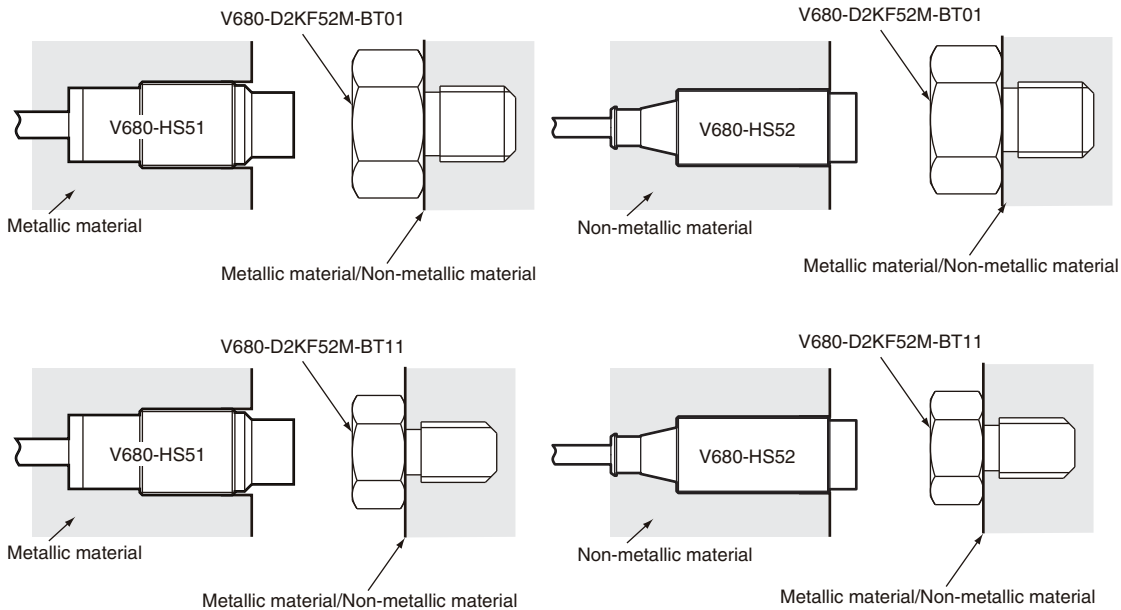 V680-D2KF52M-BT01
V680-D2KF52M-BT01
V680-HS51
V680-HS52
Metallic material
Non-metallic material
Metallic material/Non-metallic material
Metallic material/Non-metallic material
V680-D2KF52M-BT11
V680-D2KF52M-BT11
V680-HS51
V680-HS52
Metallic material
Non-metallic material
Metallic material/Non-metallic material
Metallic material/Non-metallic material